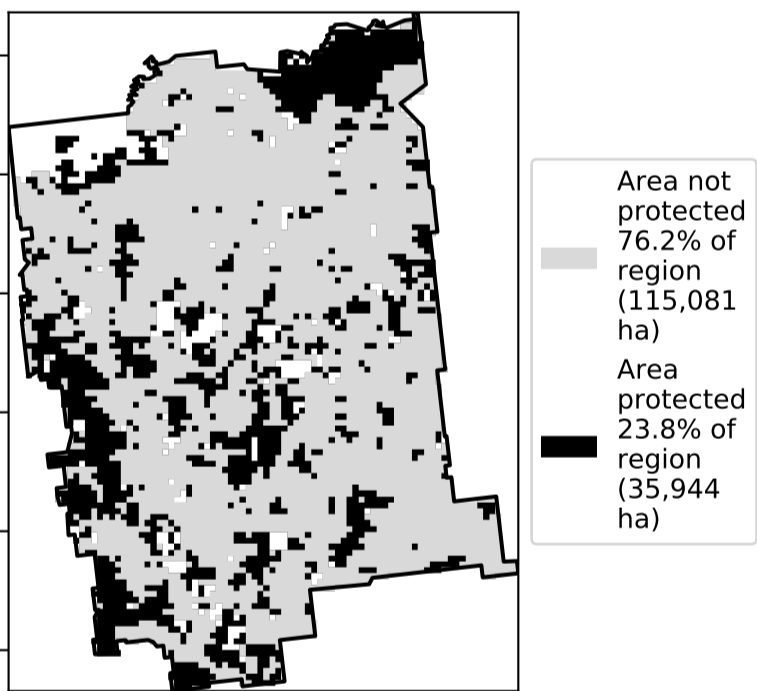 Area not
protected
76.2% of
region
(115,081
ha)
Area
protected
23.8% of
region
(35,944
ha)